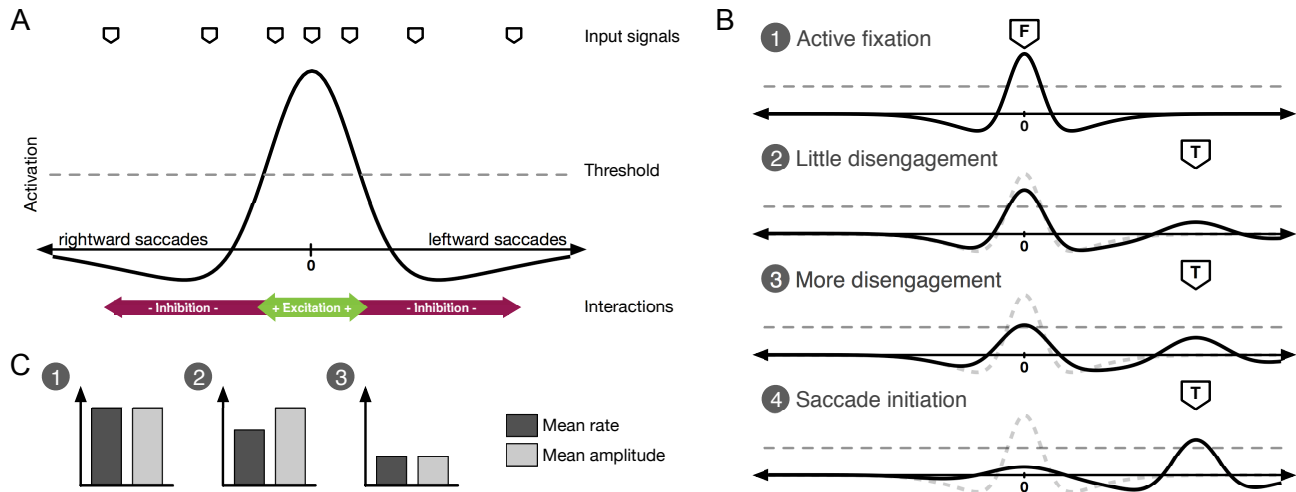 A
Input signals
Activation
Threshold
rightward saccades
leftward saccades
0
- Inhibition -
+ Excitation +
- Inhibition -
Interactions
B
1 Active fixation
F
0
2 Little disengagement
T
0
3 More disengagement
T
0
4 Saccade initiation
T
0
C
1
2
3
Mean rate
Mean amplitude